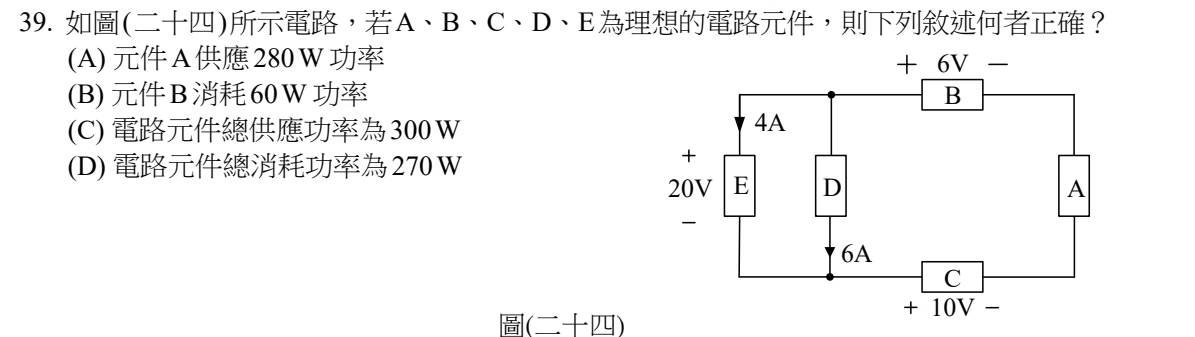 39. 如圖(二十四)所示電路，若A、B、C、D、E為理想的電路元件，則下列敘述何者正確？
(A) 元件A供應280W功率
(B) 元件B消耗60W功率
(C) 電路元件總供應功率為300W
(D) 電路元件總消耗功率為270W
+ 6V −
B
4A
+
20V
−
E
D
A
6A
C
+ 10V −
圖(二十四)